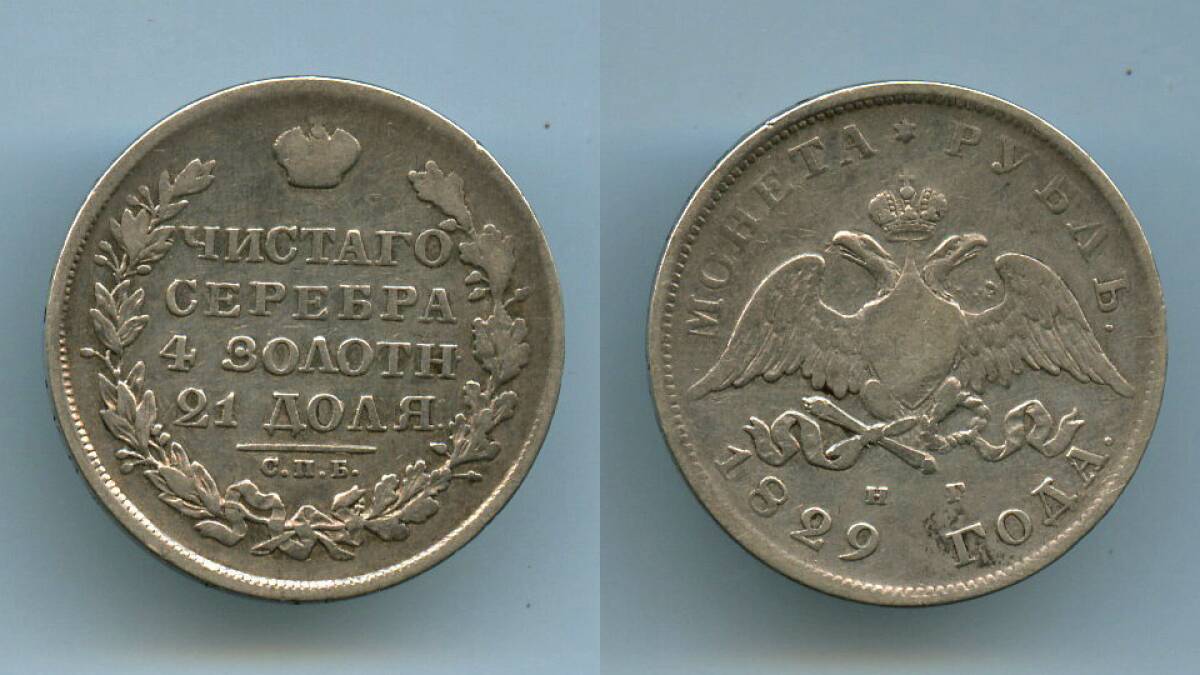 ЧИСТАГО
СЕРЕБРА
4 ЗОЛОТН
21 ДОЛЯ.
С.П.Б.
МОНЕТА * РУБЛЬ.
Н Г
1829 ГОДА.